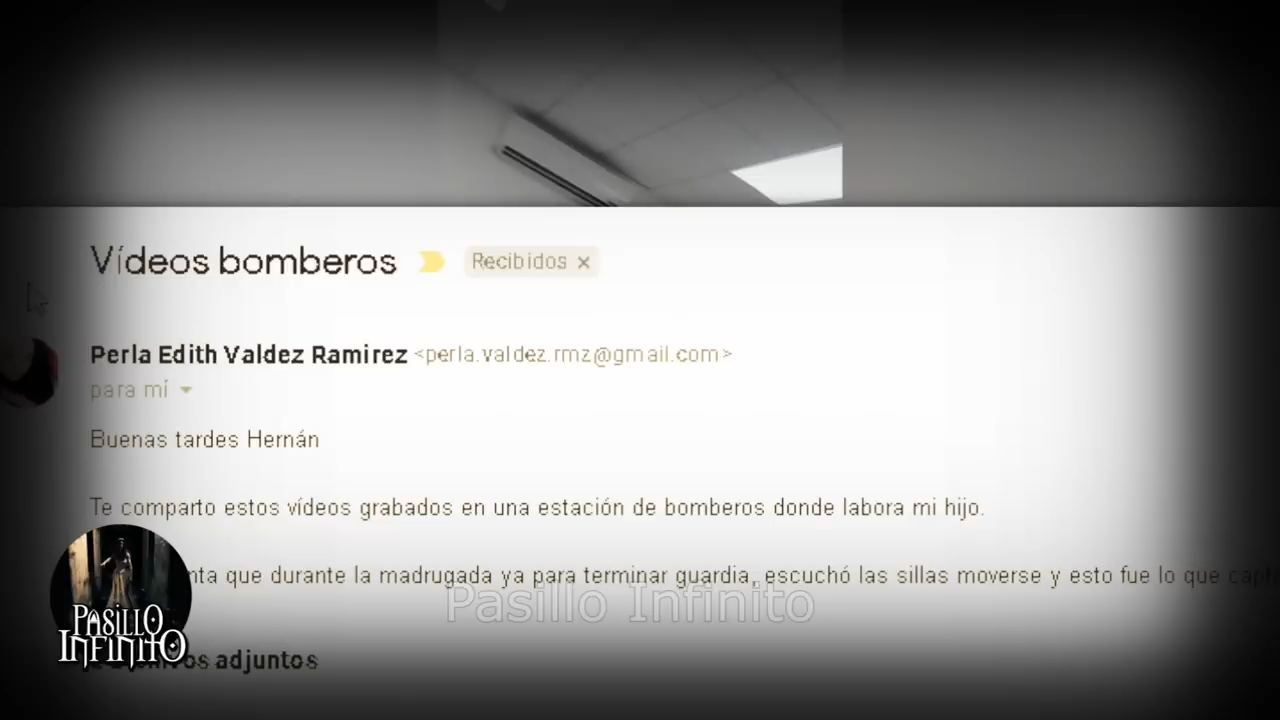 Vídeos bomberos Recibidos ×
Perla Edith Valdez Ramirez <perla.valdez.rmz@gmail.com>
para mí
Buenas tardes Hernán
Te comparto estos vídeos grabados en una estación de bomberos donde labora mi hijo.
que durante la madrugada ya para terminar guardia, escuchó las sillas moverse y esto fue lo que
Pasillo Infinito
PASILLO
INFINITO
adjuntos